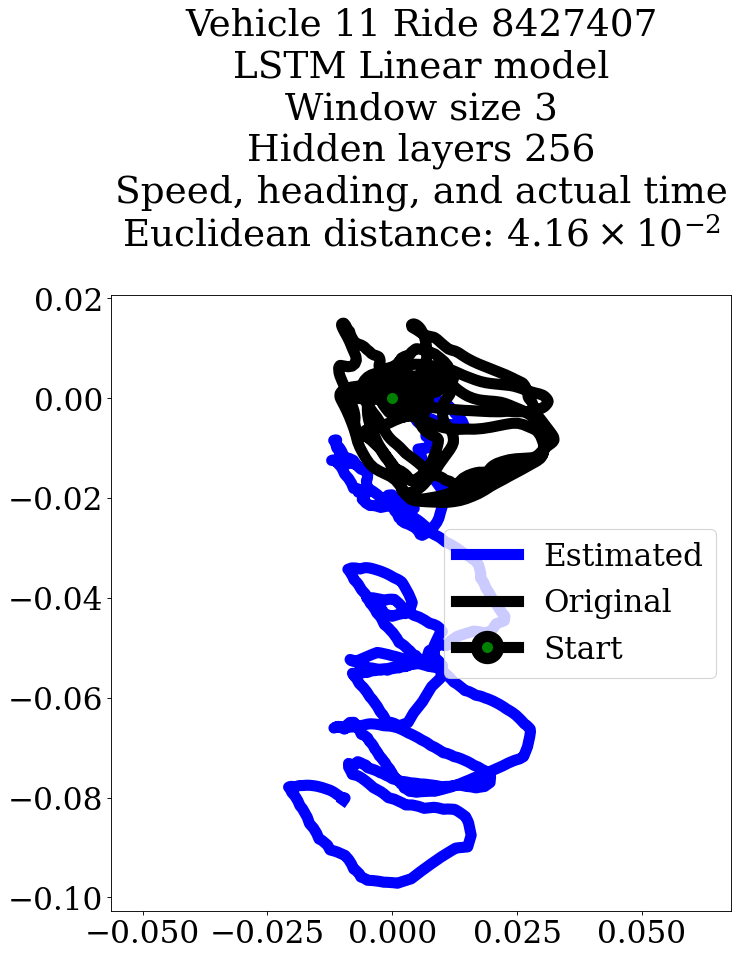 Vehicle 11 Ride 8427407
LSTM Linear model
Window size 3
Hidden layers 256
Speed, heading, and actual time
Euclidean distance: 4.16 × 10⁻²
0.02
0.00
−0.02
−0.04
−0.06
−0.08
−0.10
Estimated
Original
Start
−0.050 −0.025 0.000 0.025 0.050